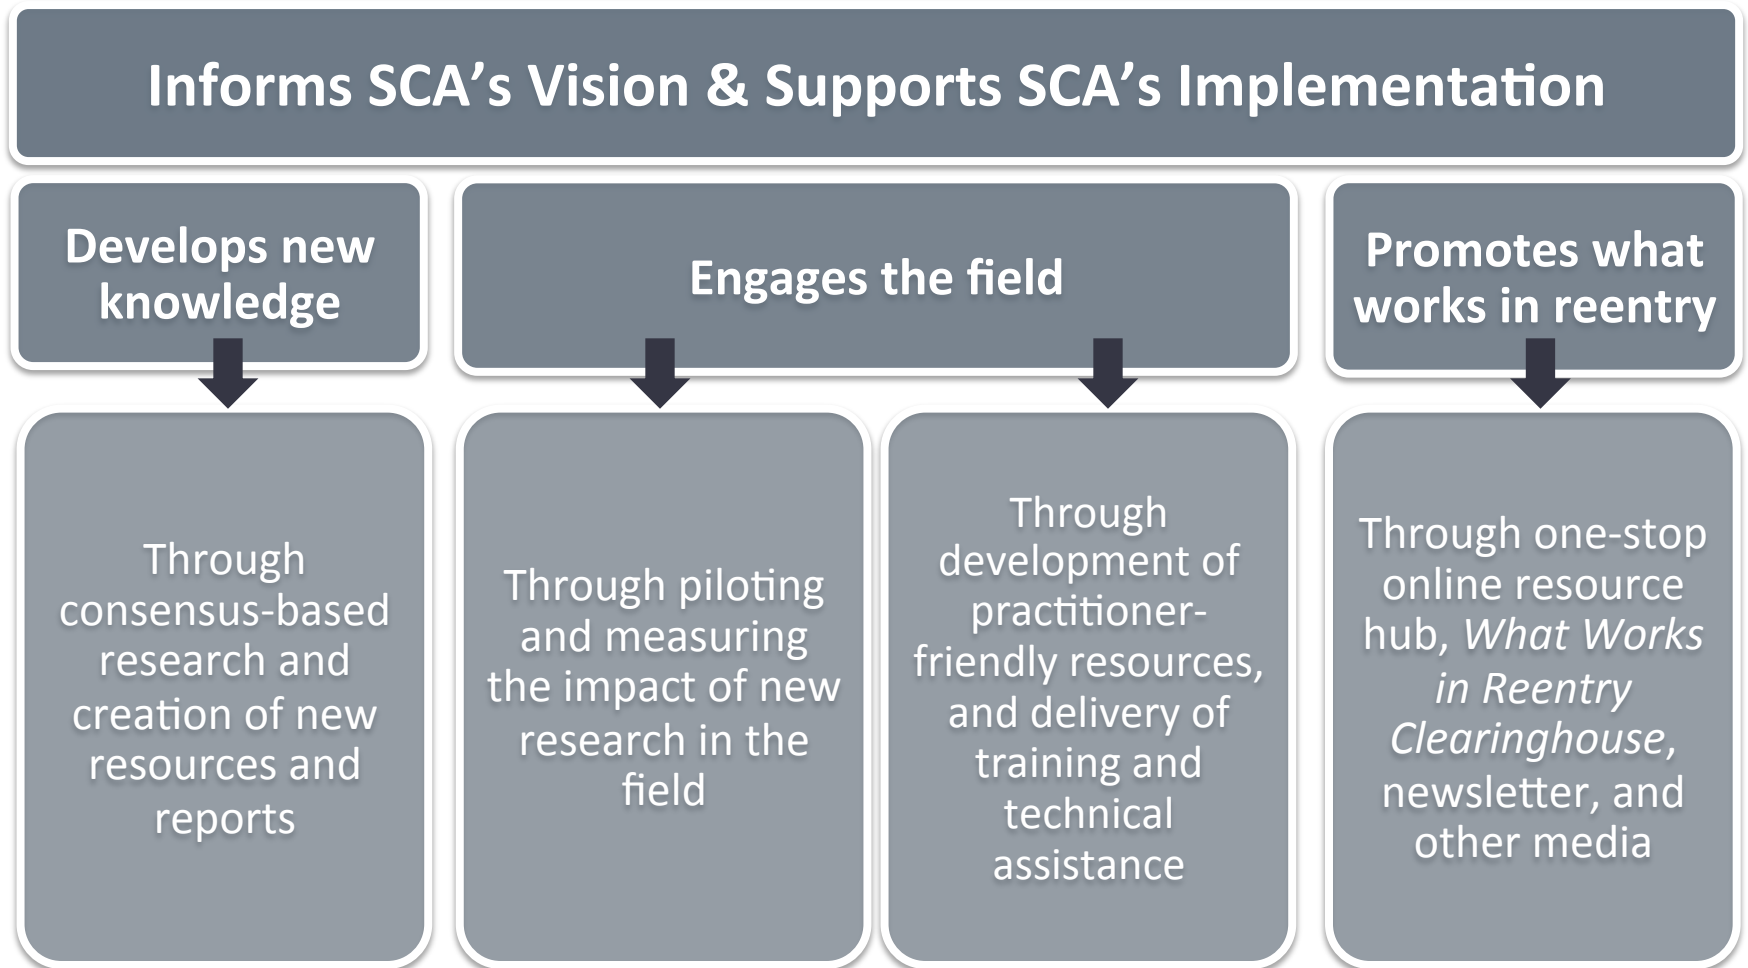 Informs SCA’s Vision & Supports SCA’s Implementation
Develops new
knowledge
Engages the field
Promotes what
works in reentry
Through
consensus-based
research and
creation of new
resources and
reports
Through piloting
and measuring
the impact of new
research in the
field
Through
development of
practitioner-
friendly resources,
and delivery of
training and
technical
assistance
Through one-stop
online resource
hub, What Works
in Reentry
Clearinghouse,
newsletter, and
other media